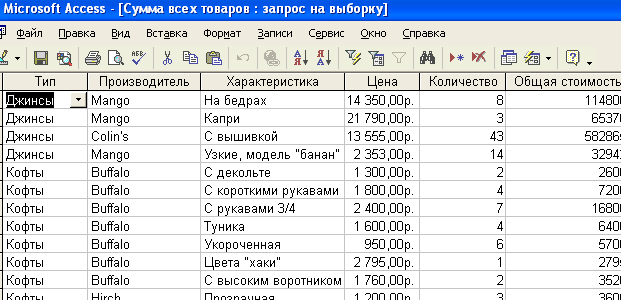 Microsoft Access - [Сумма всех товаров : запрос на выборку]
Файл Правка Вид Вставка Формат Записи Сервис Окно Справка
Тип Производитель Характеристика Цена Количество Общая стоимость
Джинсы Mango На бедрах 14 350,00р. 8 114800
Джинсы Mango Капри 21 790,00р. 3 65370
Джинсы Colin's С вышивкой 13 555,00р. 43 582865
Джинсы Mango Узкие, модель "банан" 2 353,00р. 14 3294
Кофты Buffalo С декольте 1 300,00р. 2 2600
Кофты Buffalo С короткими рукавами 1 800,00р. 4 7200
Кофты Buffalo С рукавами 3/4 2 400,00р. 7 16800
Кофты Buffalo Туника 1 600,00р. 4 6400
Кофты Buffalo Укороченная 950,00р. 6 5700
Кофты Buffalo Цвета "хаки" 2 795,00р. 1 279
Кофты Buffalo С высоким воротником 1 760,00р. 2 3520
Кофты Hirch Прозрачная 1 200,00р. 3 3600